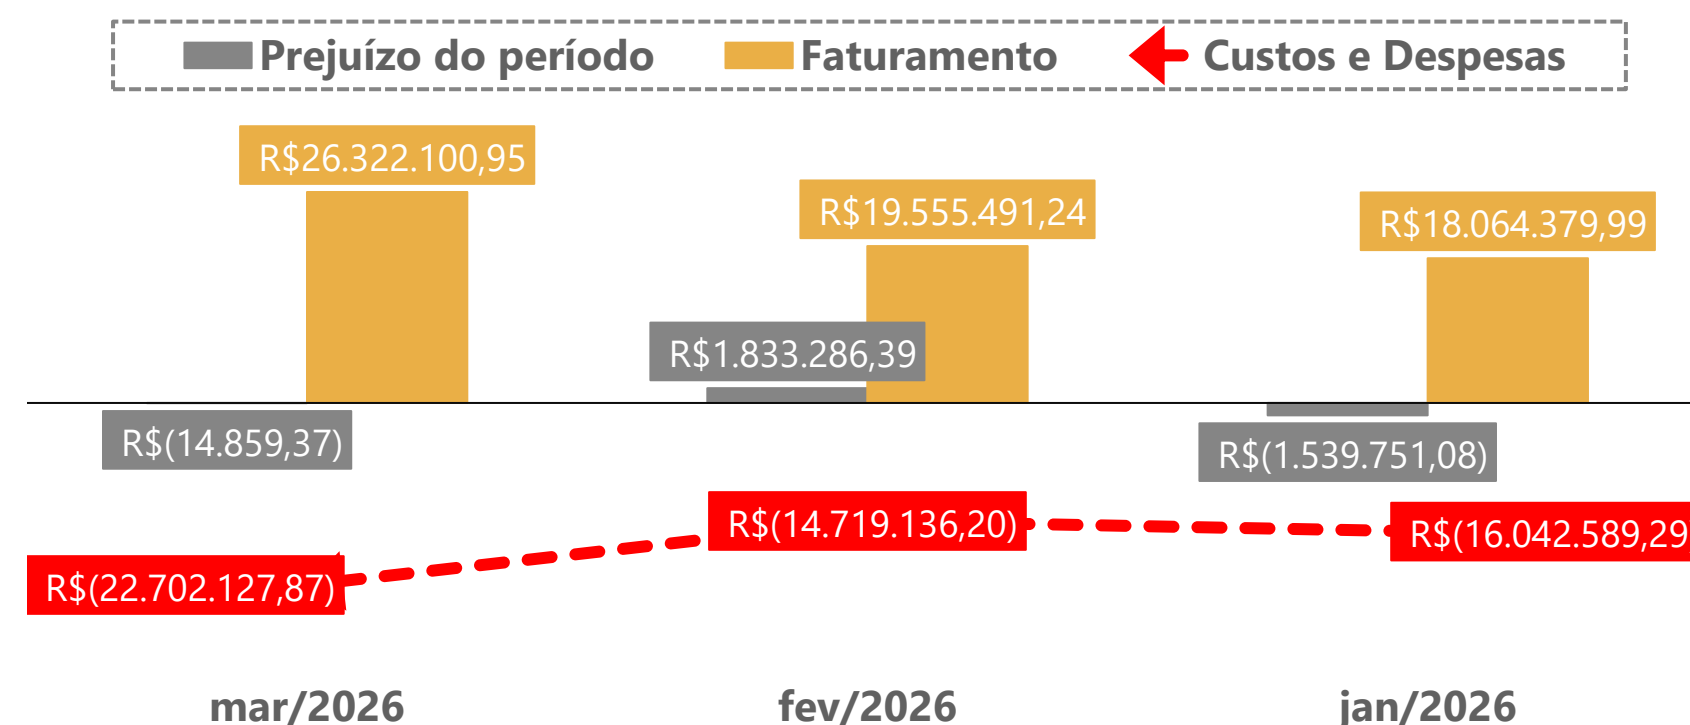 Prejuízo do período Faturamento Custos e Despesas
R$26.322.100,95
R$19.555.491,24
R$18.064.379,99
R$1.833.286,39
R$(14.859,37)
R$(1.539.751,08)
R$(14.719.136,20)
R$(16.042.589,29
R$(22.702.127,87)
mar/2026 fev/2026 jan/2026